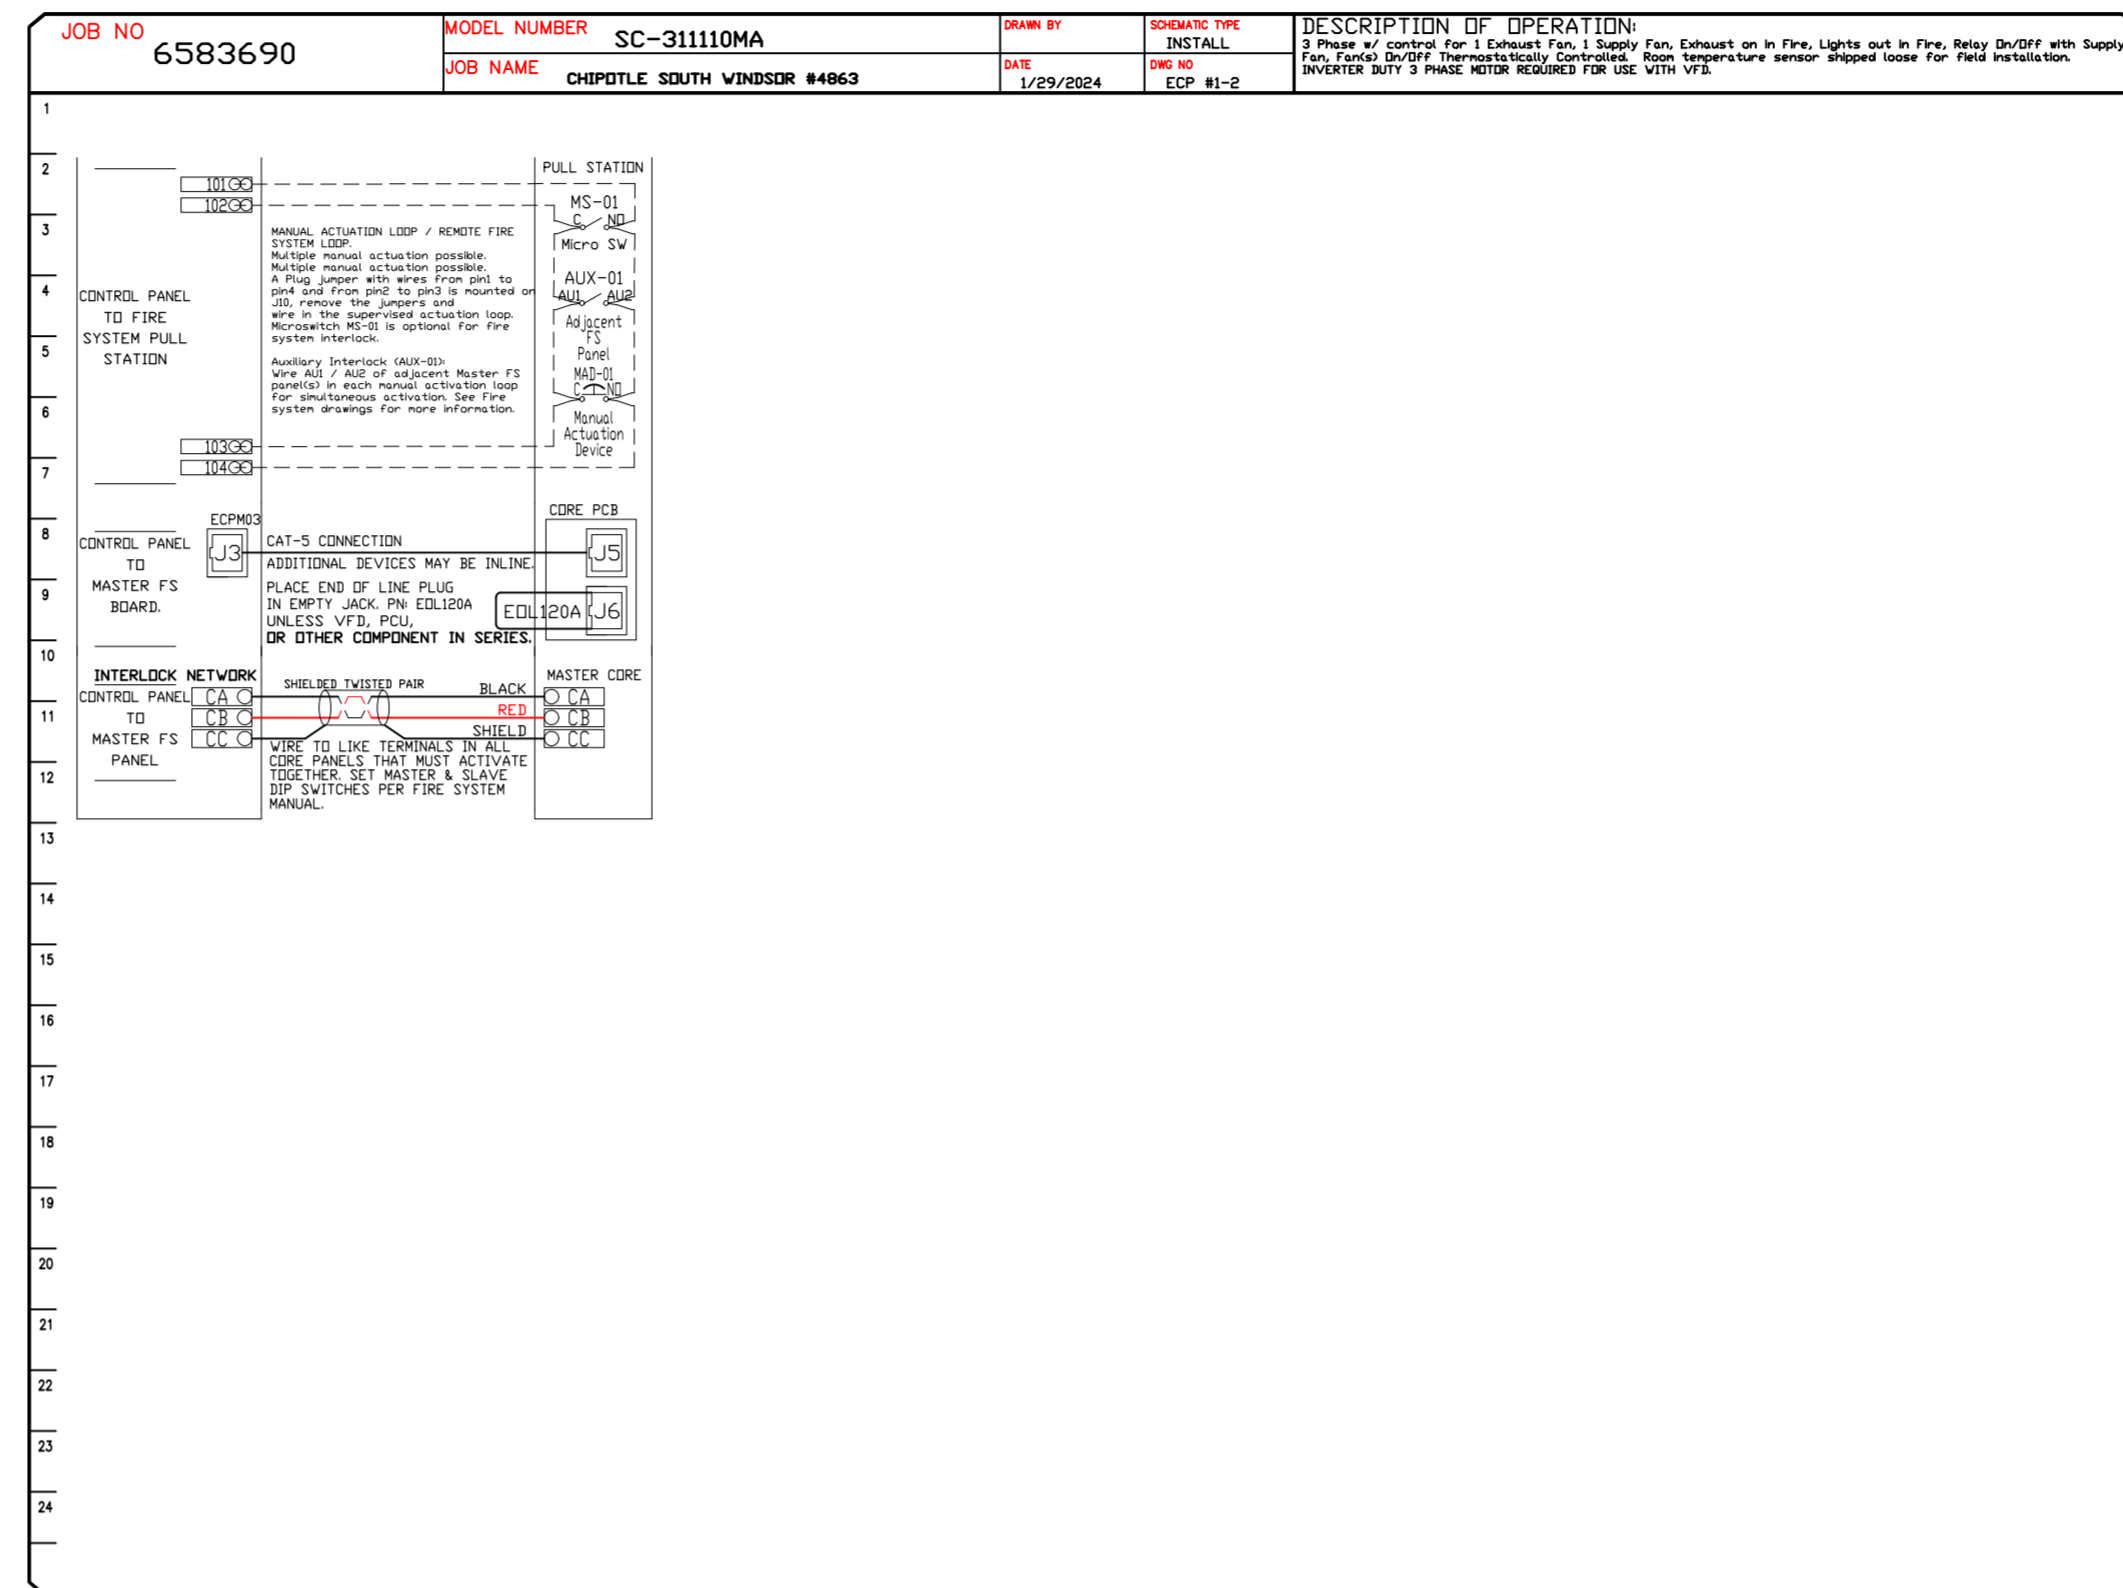 JOB NO
6583690
MODEL NUMBER
SC-311110MA
JOB NAME
CHIPOTLE SOUTH WINDSOR #4863
DRAWN BY
DATE
1/29/2024
SCHEMATIC TYPE
INSTALL
DWG NO
ECP #1-2
DESCRIPTION OF OPERATION:
3 Phase w/ control for 1 Exhaust Fan, 1 Supply Fan, Exhaust on in Fire, Lights out in Fire, Relay On/Off with Supply
Fan, Fan(s) On/Off Thermostatically Controlled. Room temperature sensor shipped loose for field installation.
INVERTER DUTY 3 PHASE MOTOR REQUIRED FOR USE WITH VFD.
1
2
3
4
5
6
7
8
9
10
11
12
13
14
15
16
17
18
19
20
21
22
23
24
CONTROL PANEL
TO FIRE
SYSTEM PULL
STATION
101
102
103
104
MANUAL ACTUATION LOOP / REMOTE FIRE
SYSTEM LOOP.
Multiple manual actuation possible.
Multiple manual actuation possible.
A Plug jumper with wires from pin1 to
pin4 and from pin2 to pin3 is mounted on
J10, remove the jumpers and
wire in the supervised actuation loop.
Microswitch MS-01 is optional for fire
system interlock.
Auxiliary Interlock (AUX-01):
Wire AU1 / AU2 of adjacent Master FS
panel(s) in each manual activation loop
for simultaneous activation. See Fire
system drawings for more information.
PULL STATION
MS-01
C NO
Micro SW
AUX-01
AU1 AU2
Adjacent
FS
Panel
MAD-01
C NO
Manual
Actuation
Device
CONTROL PANEL
TO
MASTER FS
BOARD.
ECPM03
J3
CAT-5 CONNECTION
ADDITIONAL DEVICES MAY BE INLINE.
PLACE END OF LINE PLUG
IN EMPTY JACK. PN: EOL120A
UNLESS VFD, PCU,
OR OTHER COMPONENT IN SERIES.
CORE PCB
J5
EOL120A
J6
INTERLOCK NETWORK
CONTROL PANEL
TO
MASTER FS
PANEL
CA
CB
CC
SHIELDED TWISTED PAIR
BLACK
RED
SHIELD
WIRE TO LIKE TERMINALS IN ALL
CORE PANELS THAT MUST ACTIVATE
TOGETHER. SET MASTER & SLAVE
DIP SWITCHES PER FIRE SYSTEM
MANUAL.
MASTER CORE
CA
CB
CC